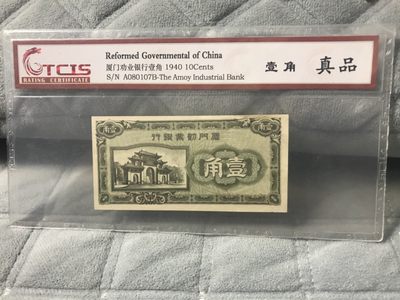 TCIS
RATING CERTIFICATE
Reformed Governmental of China
厦门劝业银行壹角 1940 10Cents
S/N A080107B-The Amoy Industrial Bank
壹角 真品
壹角 壹角
行銀業勸門厦
角壹